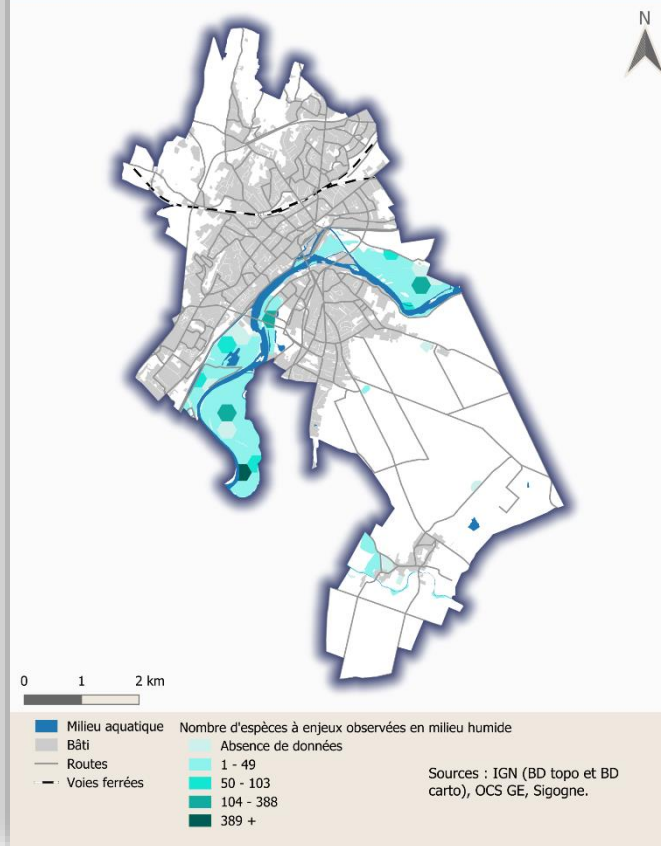 N
0 1 2 km
Milieu aquatique
Bâti
Routes
Voies ferrées
Nombre d'espèces à enjeux observées en milieu humide
Absence de données
1 - 49
50 - 103
104 - 388
389 +
Sources : IGN (BD topo et BD
carto), OCS GE, Sigogne.